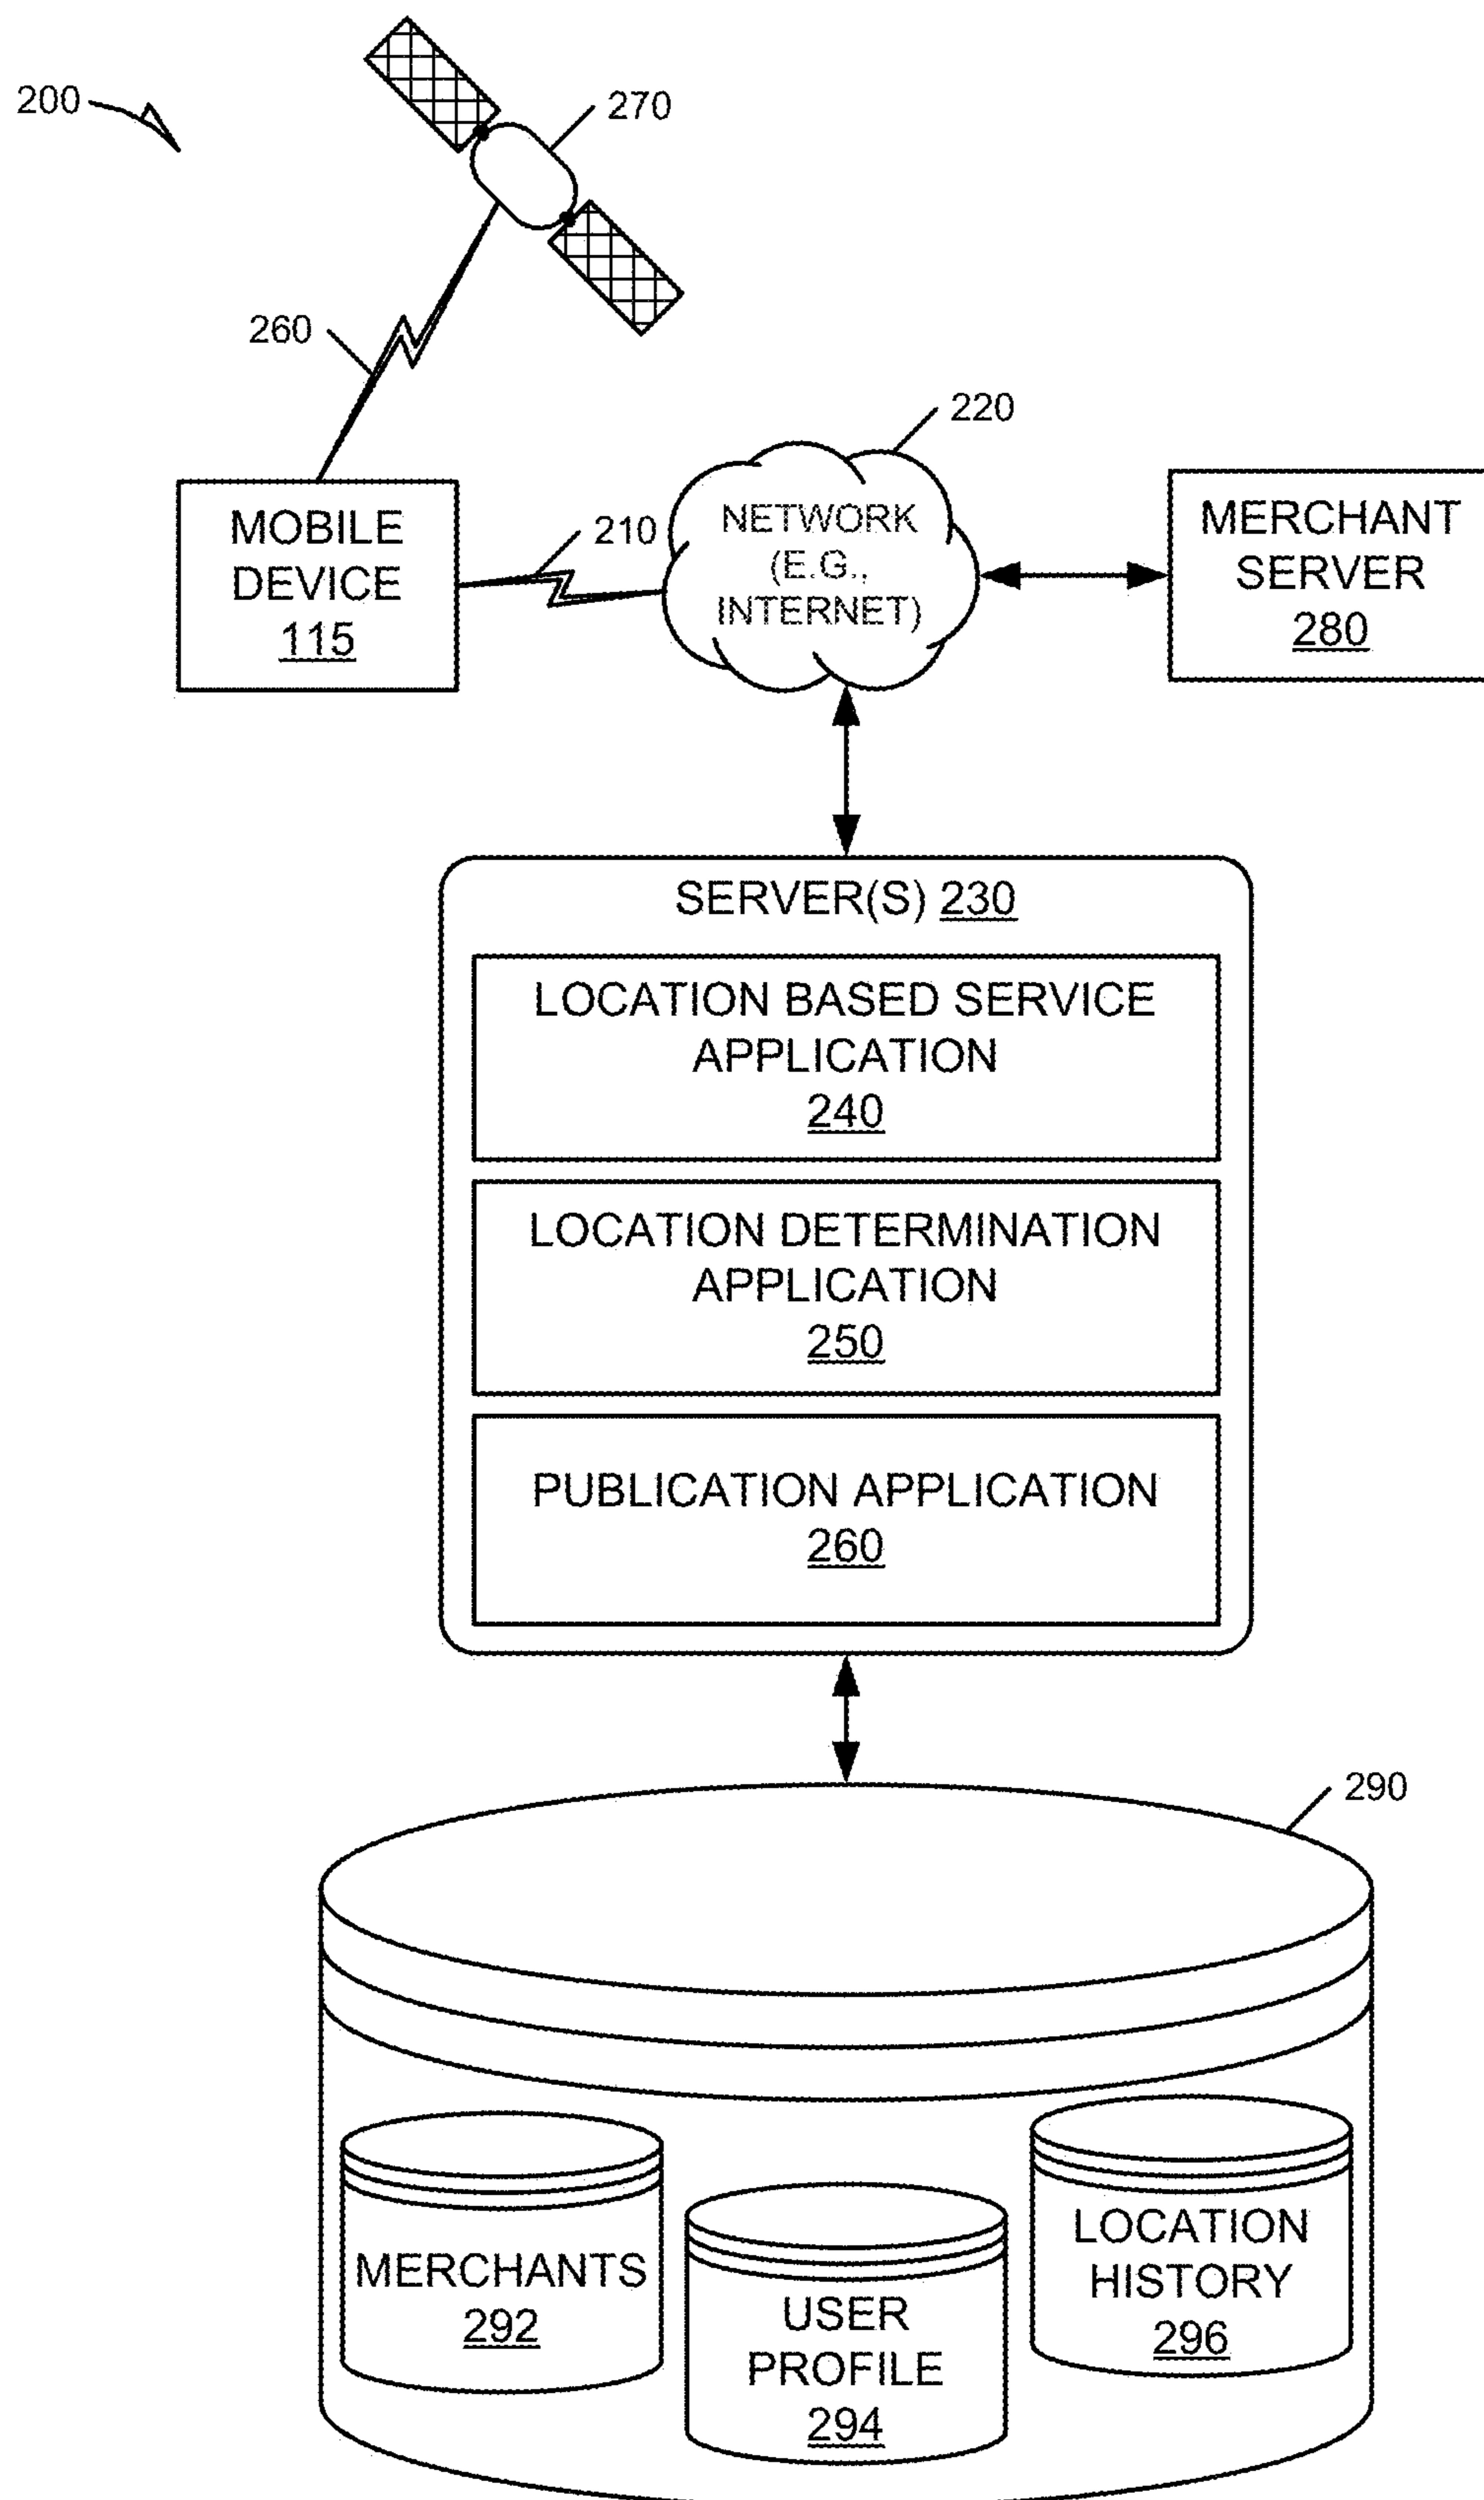 200
270
260
220
210
MOBILE
DEVICE
115
NETWORK
(E.G.,
INTERNET)
MERCHANT
SERVER
280
SERVER(S) 230
LOCATION BASED SERVICE
APPLICATION
240
LOCATION DETERMINATION
APPLICATION
250
PUBLICATION APPLICATION
260
290
MERCHANTS
292
USER
PROFILE
294
LOCATION
HISTORY
296